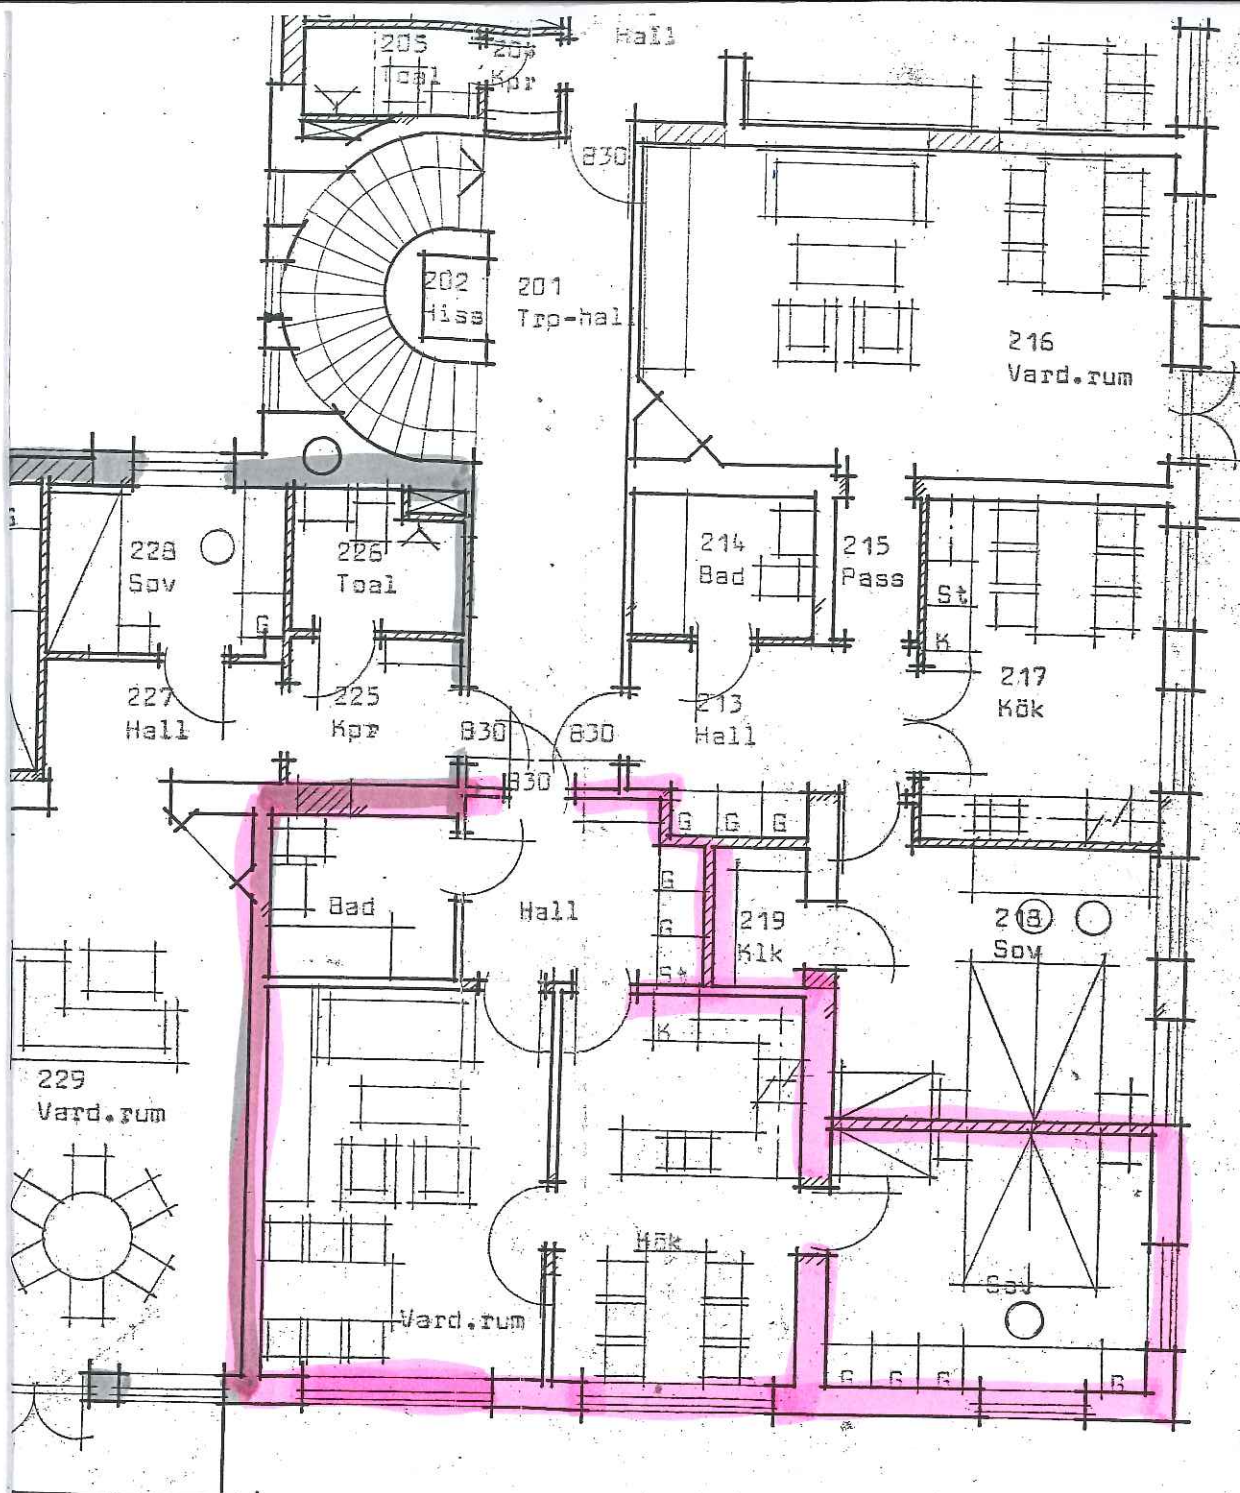 Hall
205
Toal
Kpr
830
202
Hiss
201
Trp-hall
216
Vard.rum
228
Sov
G
226
Toal
214
Bad
215
Pass
St
K
217
Kök
227
Hall
225
Kpr
213
Hall
830
830
830
G
G
G
G
G
St
Bad
Hall
219
Klk
218
Sov
K
229
Vard.rum
Kök
Vard.rum
Sov
G
G
G
G